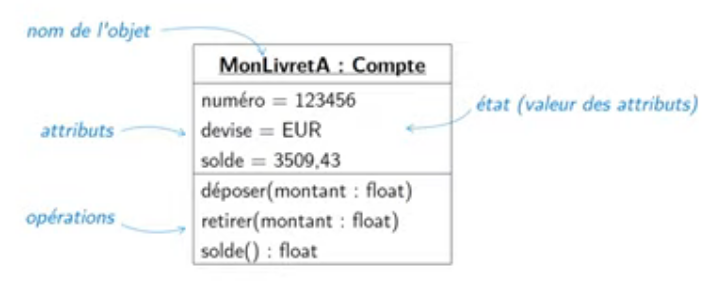 nom de l'objet
MonLivretA : Compte
numéro = 123456
devise = EUR
solde = 3509,43
état (valeur des attributs)
attributs
déposer(montant : float)
retirer(montant : float)
solde() : float
opérations